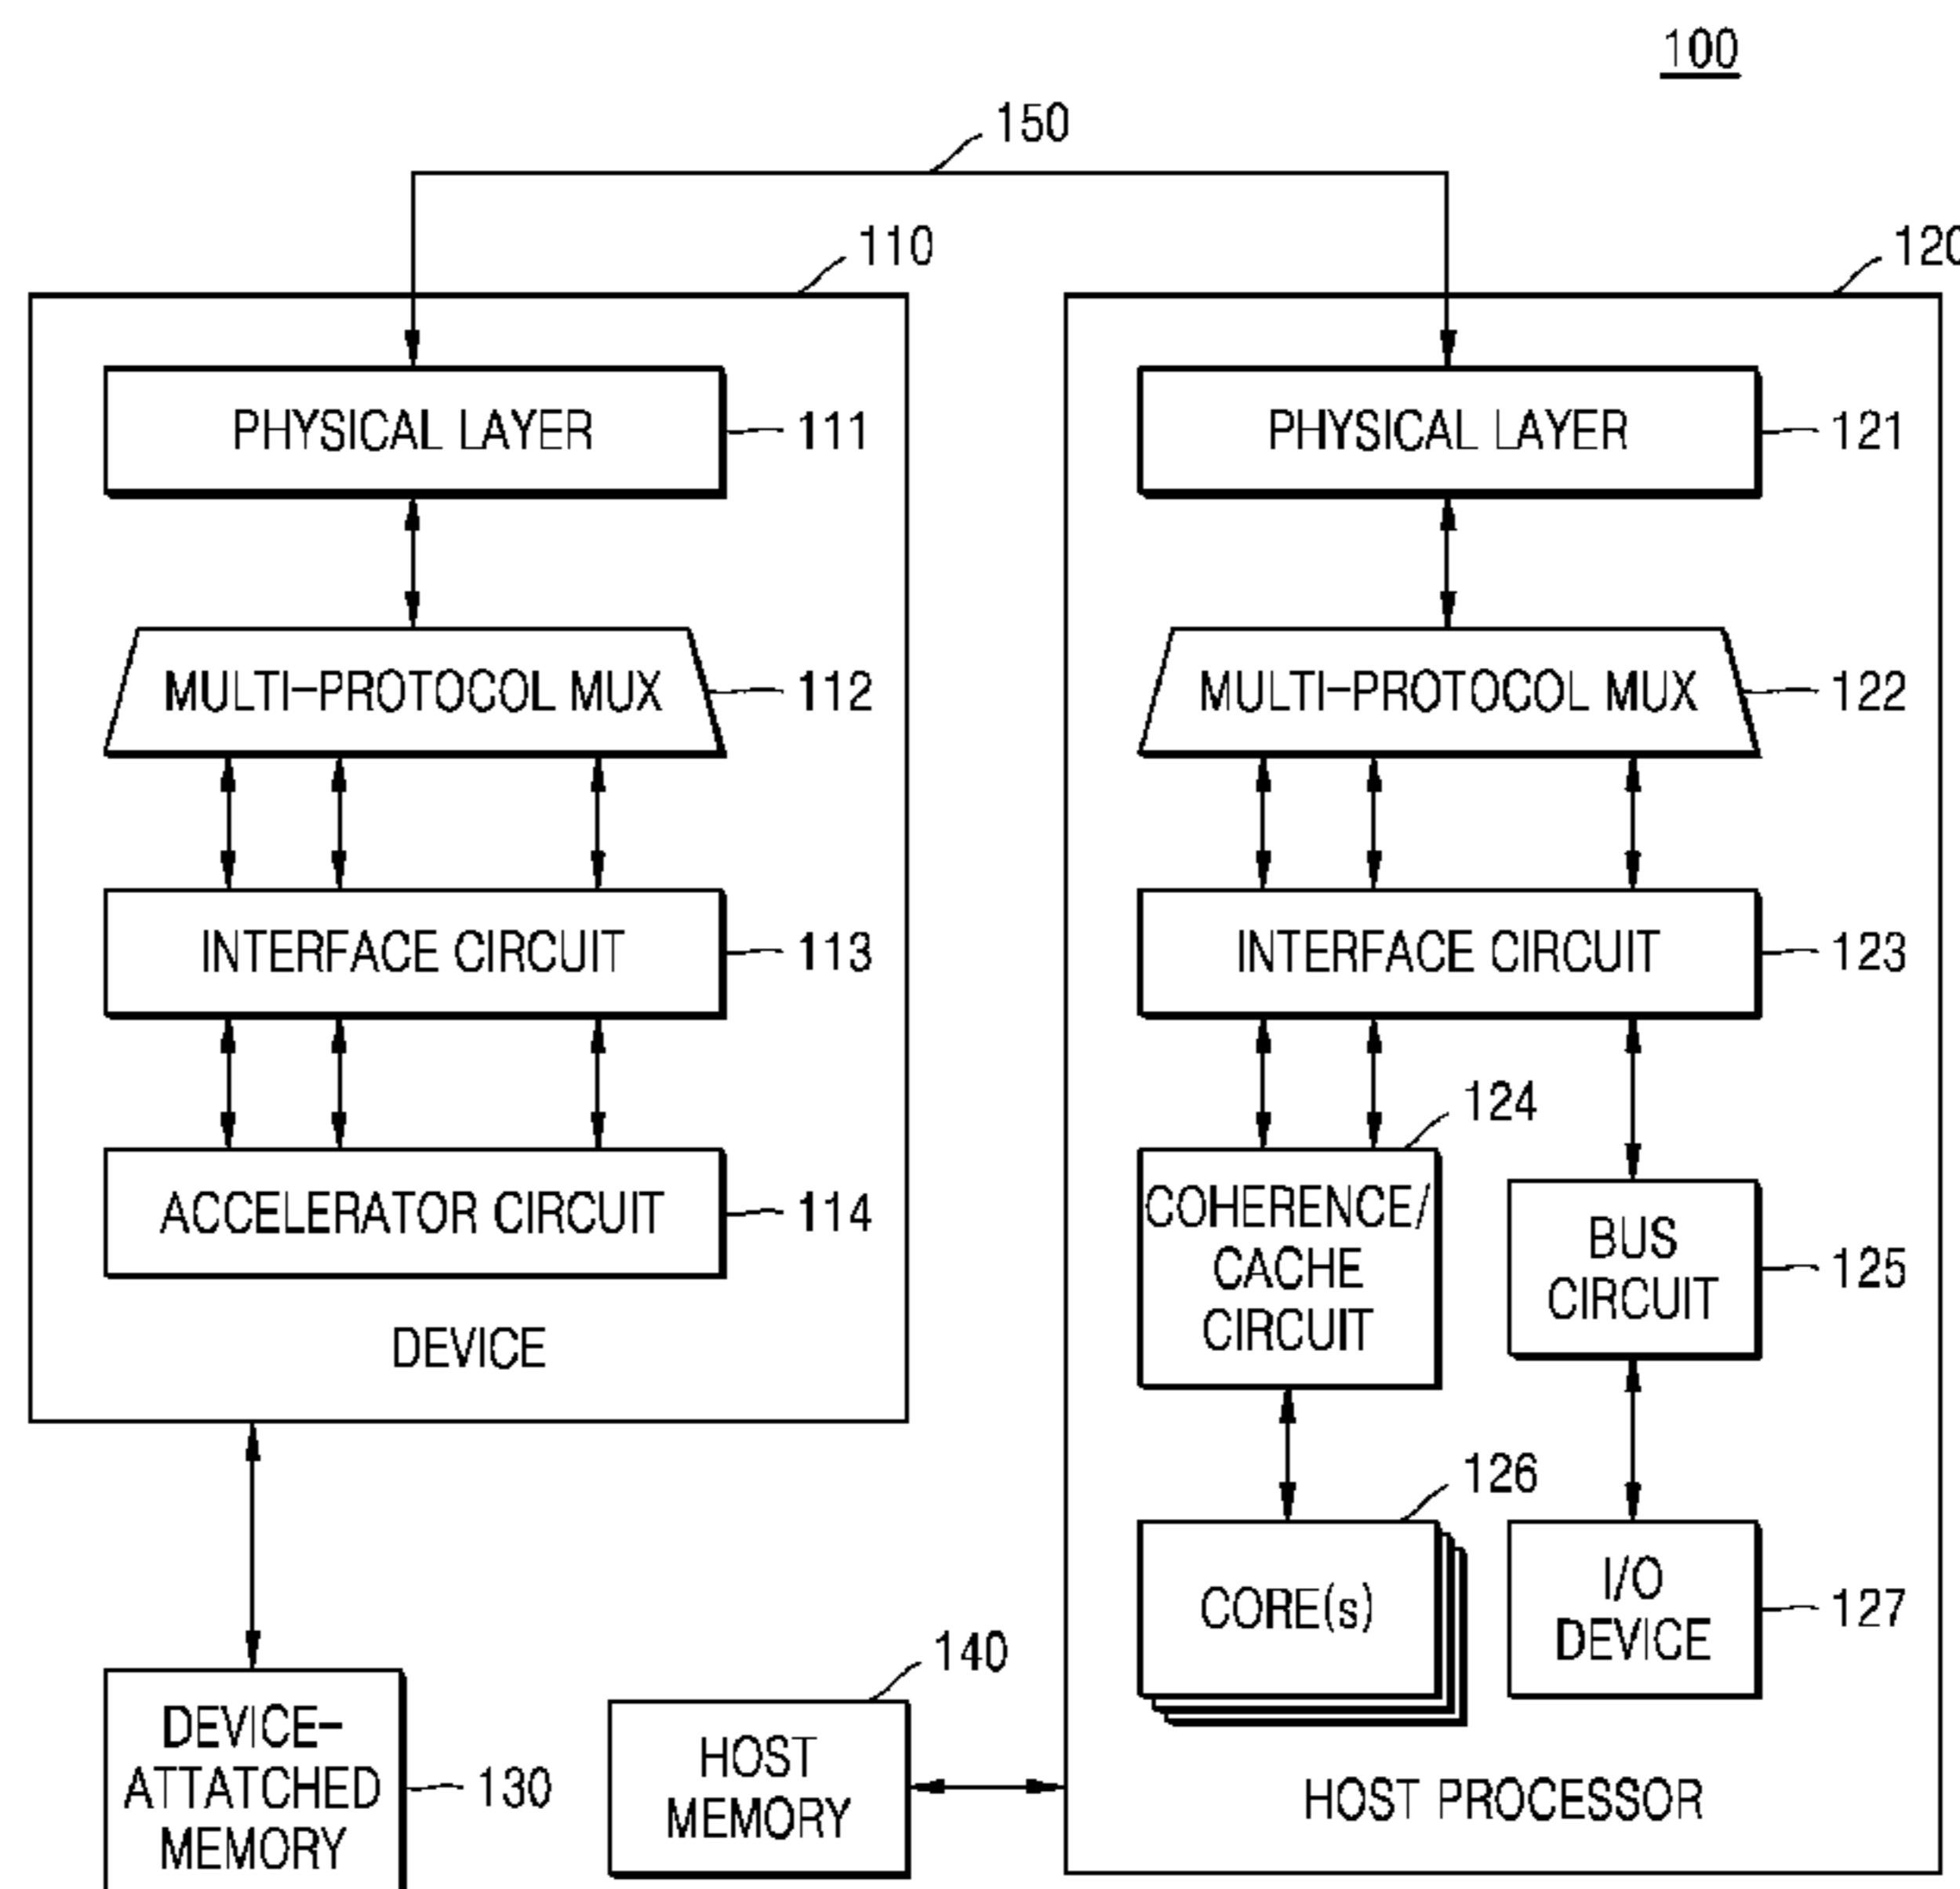 100
150
110
120
PHYSICAL LAYER
111
PHYSICAL LAYER
121
MULTI-PROTOCOL MUX
112
MULTI-PROTOCOL MUX
122
INTERFACE CIRCUIT
113
INTERFACE CIRCUIT
123
124
ACCELERATOR CIRCUIT
114
COHERENCE/
CACHE
CIRCUIT
BUS
CIRCUIT
125
DEVICE
126
CORE(s)
I/O
DEVICE
127
140
DEVICE-
ATTATCHED
MEMORY
130
HOST
MEMORY
HOST PROCESSOR